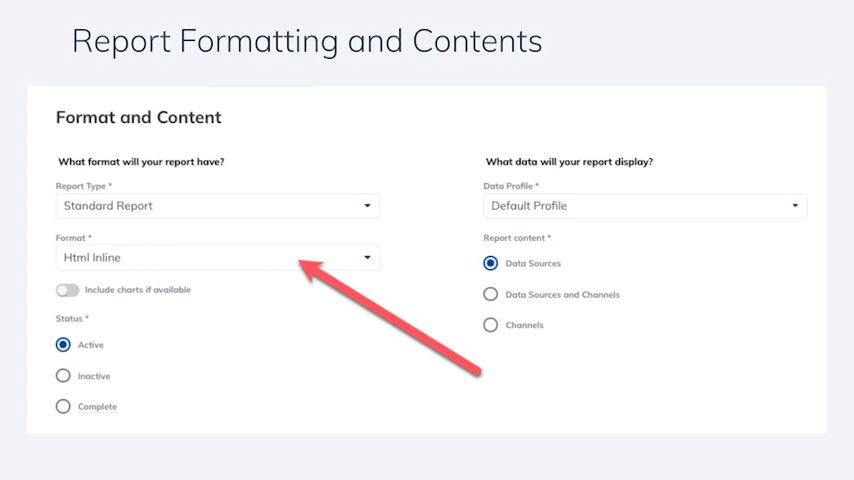 Report Formatting and Contents
Format and Content
What format will your report have?
Report Type *
Standard Report
Format *
Html Inline
Include charts if available
Status *
Active
Inactive
Complete
What data will your report display?
Data Profile *
Default Profile
Report content *
Data Sources
Data Sources and Channels
Channels